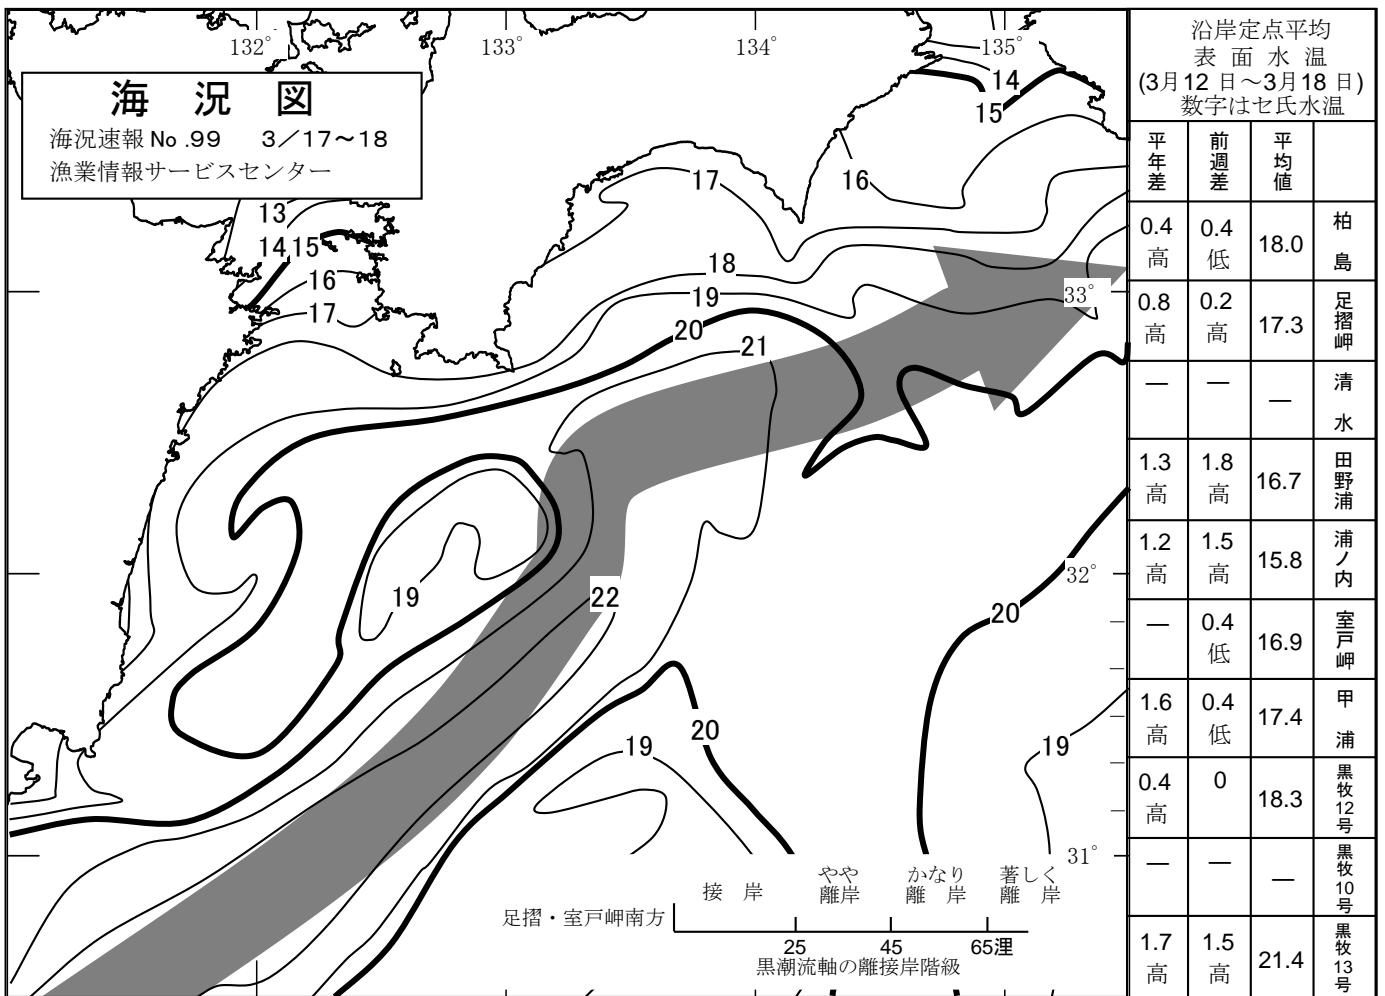 132°
133°
134°
135°
海 況 図
海況速報 No .99 3／17～18
漁業情報サービスセンター
14
15
16
17
13
14 15
16
17
18
19
20
21
33°
32°
19
22
20
20
19
19
31°
接 岸
やや
離岸
かなり
離 岸
著しく
離 岸
足摺・室戸岬南方
25 45 65浬
黒潮流軸の離接岸階級
沿岸定点平均
表 面 水 温
(3月12 日～3月18 日)
数字はセ氏水温
平年差 前週差 平均値
0.4高 0.4低 18.0 柏島
0.8高 0.2高 17.3 足摺岬
— — — 清水
1.3高 1.8高 16.7 田野浦
1.2高 1.5高 15.8 浦ノ内
— 0.4低 16.9 室戸岬
1.6高 0.4低 17.4 甲浦
0.4高 0 18.3 黒牧12号
— — — 黒牧10号
1.7高 1.5高 21.4 黒牧13号